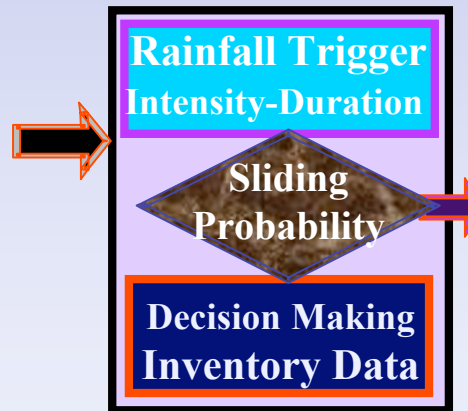 Rainfall Trigger
Intensity-Duration
Sliding
Probability
Decision Making
Inventory Data